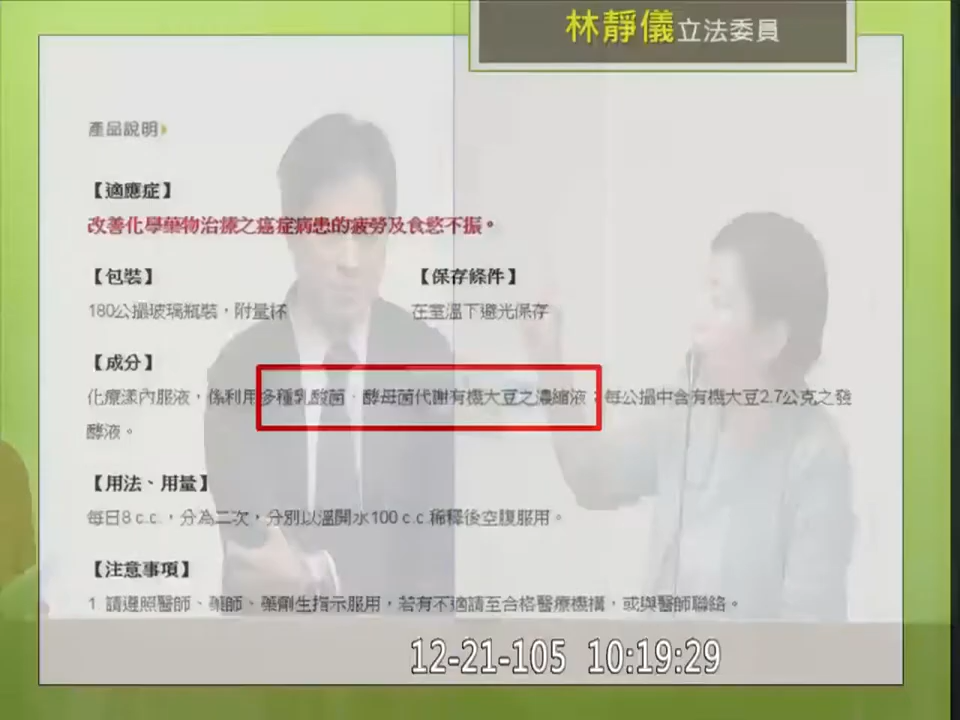 林靜儀立法委員
產品說明
【適應症】
改善化學藥物治療之癌症病患的疲勞及食慾不振。
【包裝】
【保存條件】
180公撮玻璃瓶裝，附量杯
在室溫下避光保存
【成分】
化療漾內服液，係利用多種乳酸菌、酵母菌代謝有機大豆之濃縮液；每公撮中含有機大豆2.7公克之發
酵液。
【用法、用量】
每日8 c.c.，分為二次，分別以溫開水100 c.c.稀釋後空腹服用。
【注意事項】
1. 請遵照醫師、藥師、藥劑生指示服用，若有不適請至合格醫療機構，或與醫師聯絡。
12-21-105 10:19:29